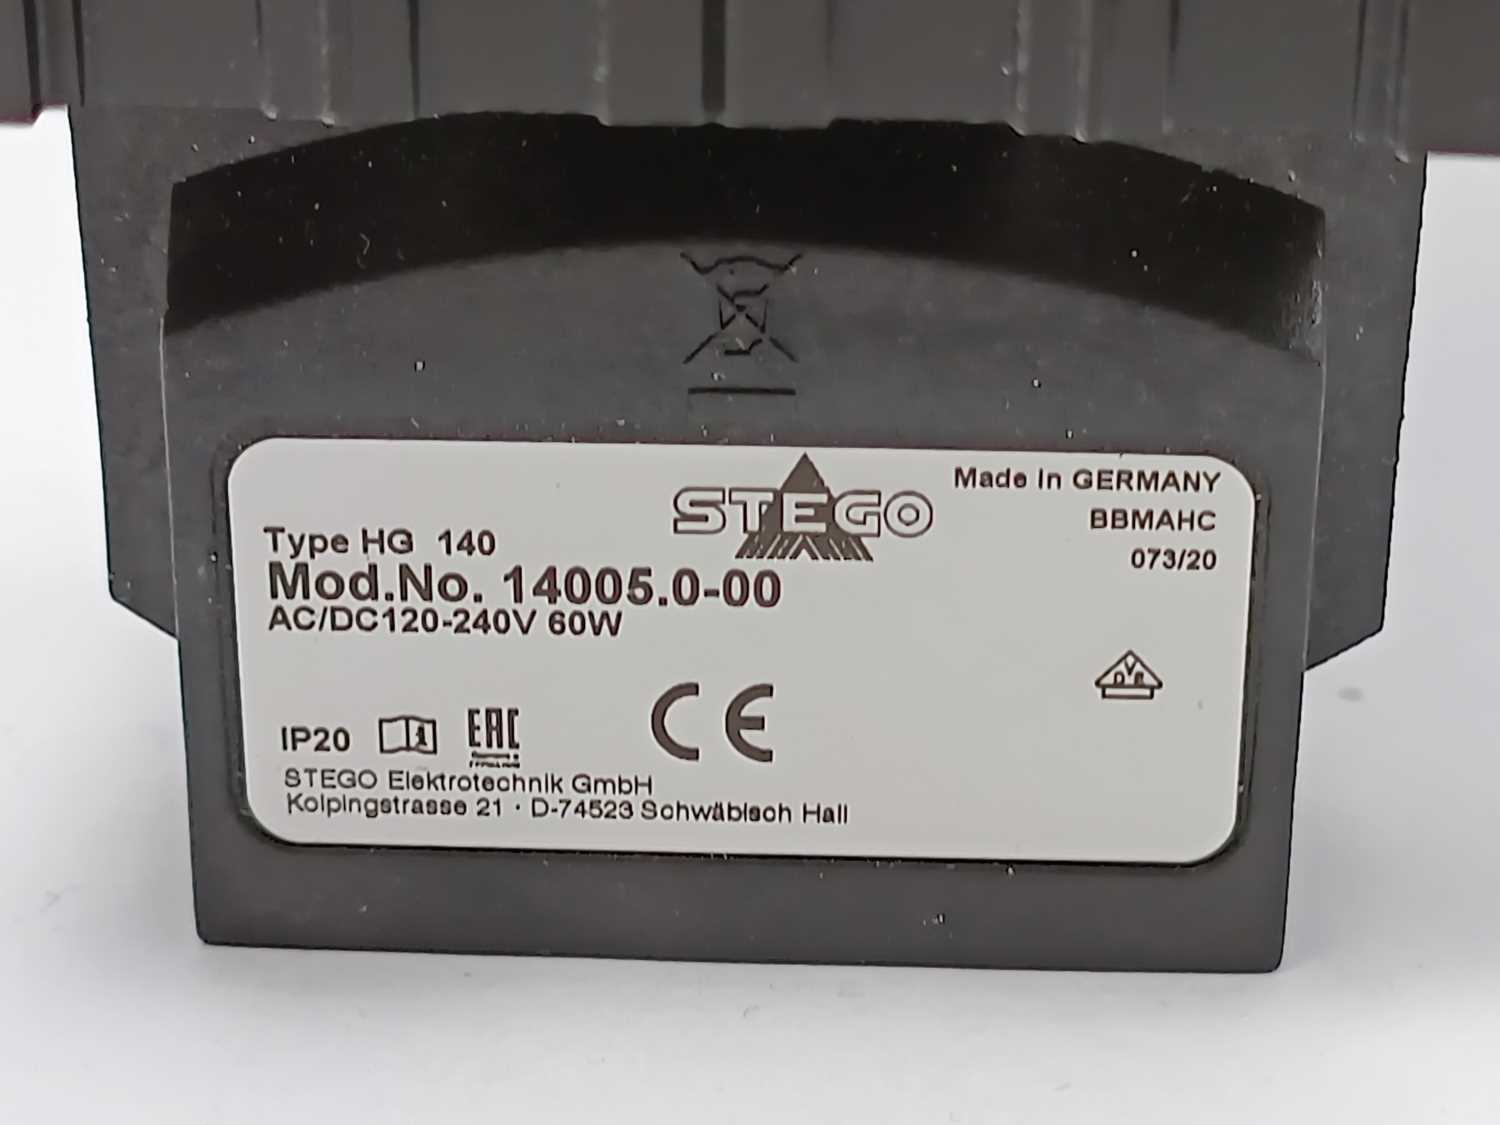 STEGO
Made in GERMANY
BBMAHC
073/20
Type HG 140
Mod.No. 14005.0-00
AC/DC120-240V 60W
DVE
IP20
i
EAC
CE
STEGO Elektrotechnik GmbH
Kolpingstrasse 21 · D-74523 Schwäbisch Hall